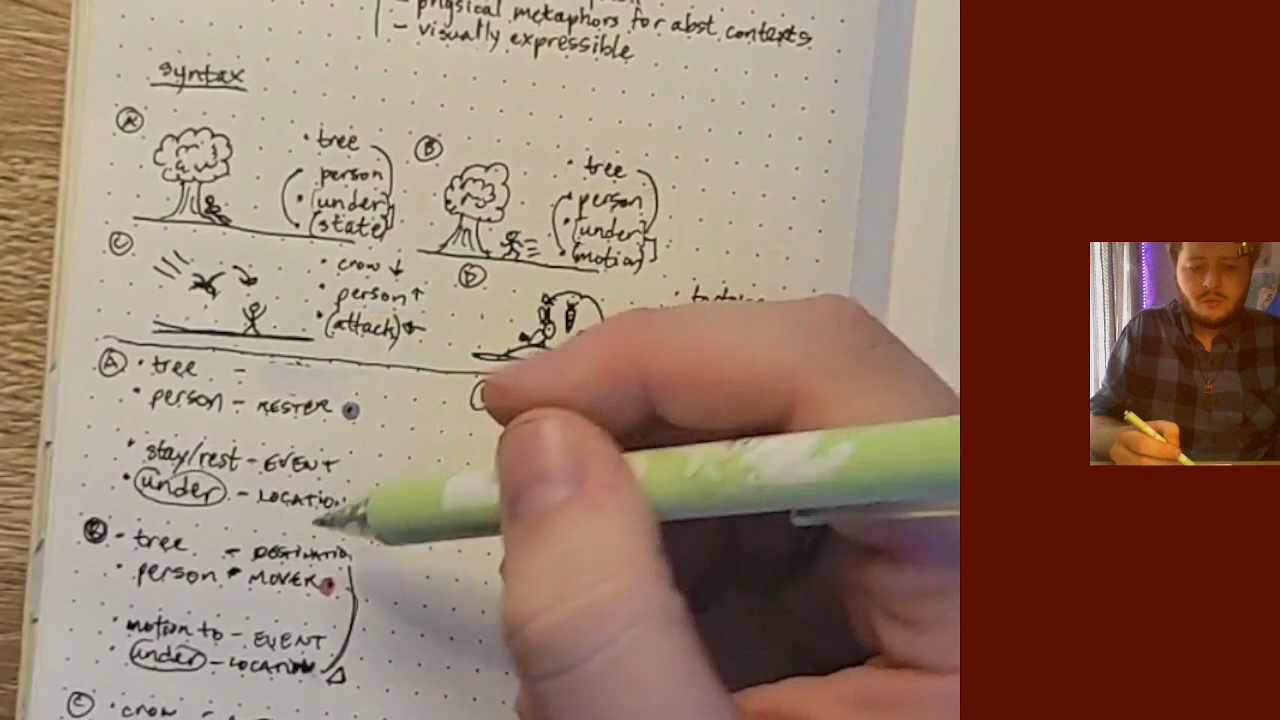 physical metaphors for abst contexts
- visually expressible
syntax
A
• tree
person
• (under)
(state)
B
• tree
person
• (under)
(motion)
C
• crow ↓
• person ↑
• (attack) ←
D
A • tree -
• person - RESTER
• stay/rest - EVENT
• under - LOCATION
B - tree - DESTINATIO
• person - MOVER
• motion to - EVENT
• under - LOCATION
C • crow -